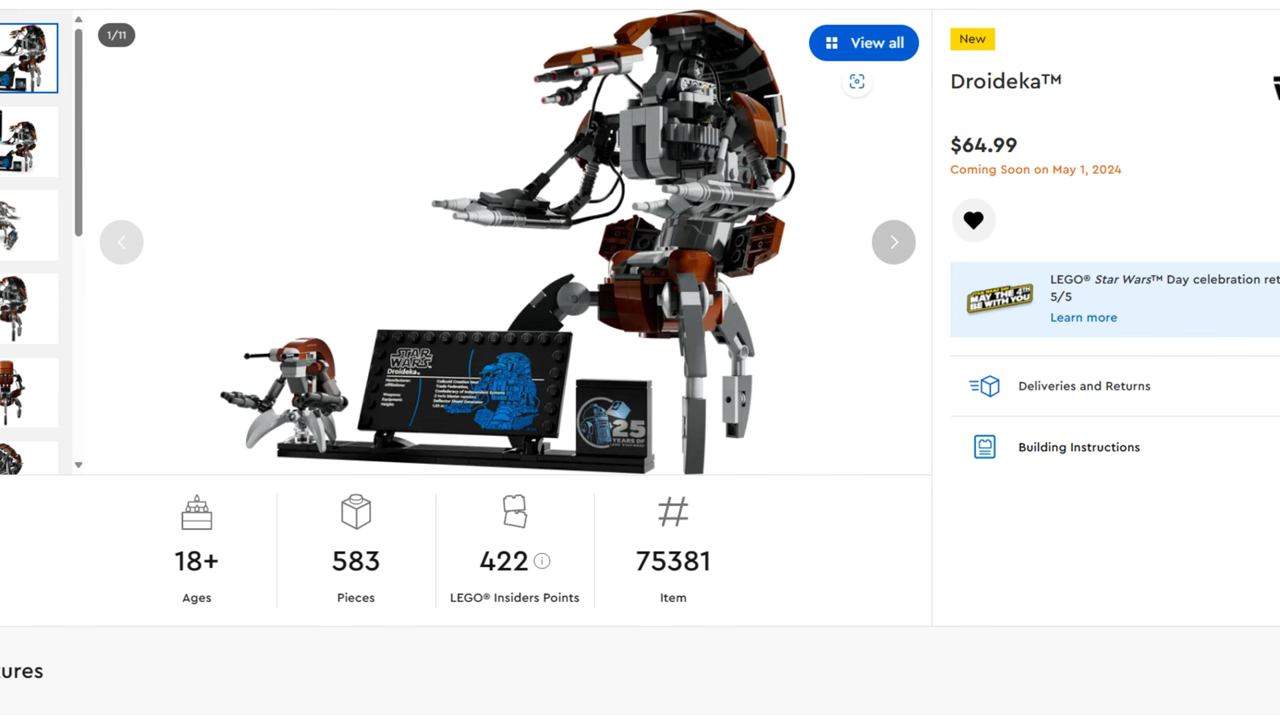 1/11
View all
New
Droideka™
$64.99
Coming Soon on May 1, 2024
LEGO® Star Wars™ Day celebration ret
5/5
Learn more
MAY THE 4TH
BE WITH YOU
Deliveries and Returns
Building Instructions
STAR
WARS
Droideka™
25
YEARS OF
18+
Ages
583
Pieces
422
LEGO® Insiders Points
#
75381
Item
tures